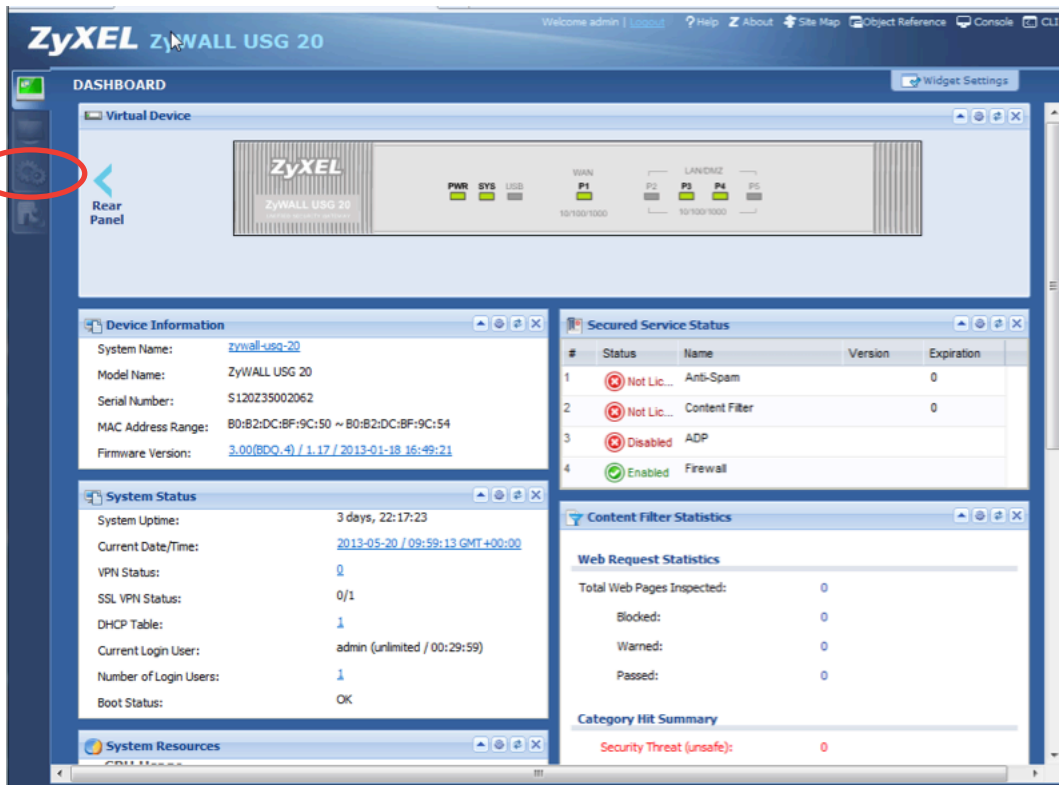 Welcome admin | Logout ?Help Z About Site Map Object Reference Console CLI
ZyXEL ZyWALL USG 20
DASHBOARD
Widget Settings
Virtual Device
Rear
Panel
ZyXEL
ZyWALL USG 20
PWR SYS USB
WAN
P1
10/100/1000
LAN/DMZ
P2 P3 P4 P5
10/100/1000
Device Information
System Name: zywall-usg-20
Model Name: ZyWALL USG 20
Serial Number: S120Z35002062
MAC Address Range: B0:B2:DC:BF:9C:50 ~ B0:B2:DC:BF:9C:54
Firmware Version: 3.00(BDQ.4) / 1.17 / 2013-01-18 16:49:21
System Status
System Uptime: 3 days, 22:17:23
Current Date/Time: 2013-05-20 / 09:59:13 GMT+00:00
VPN Status: 0
SSL VPN Status: 0/1
DHCP Table: 1
Current Login User: admin (unlimited / 00:29:59)
Number of Login Users: 1
Boot Status: OK
System Resources
Secured Service Status
# Status Name Version Expiration
1 Not Lic... Anti-Spam 0
2 Not Lic... Content Filter 0
3 Disabled ADP
4 Enabled Firewall
Content Filter Statistics
Web Request Statistics
Total Web Pages Inspected: 0
Blocked: 0
Warned: 0
Passed: 0
Category Hit Summary
Security Threat (unsafe): 0